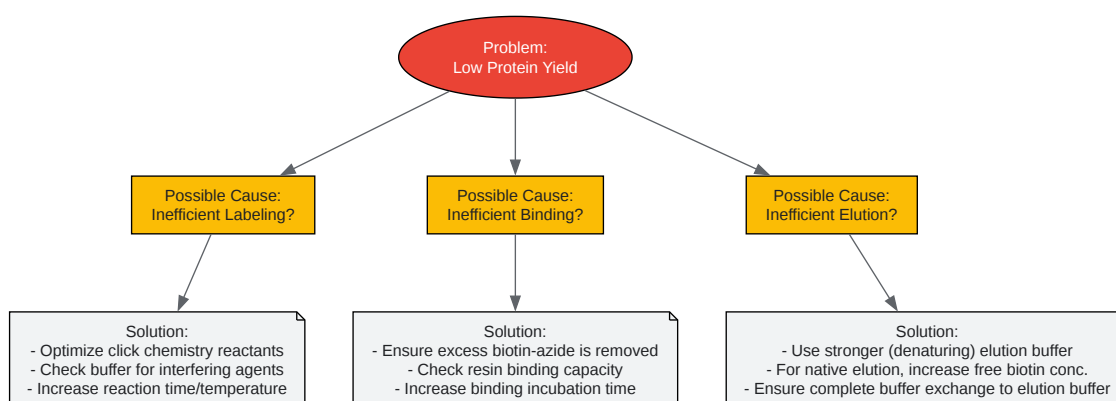 Problem:
Low Protein Yield
Possible Cause:
Inefficient Labeling?
Possible Cause:
Inefficient Binding?
Possible Cause:
Inefficient Elution?
Solution:
- Optimize click chemistry reactants
- Check buffer for interfering agents
- Increase reaction time/temperature
Solution:
- Ensure excess biotin-azide is removed
- Check resin binding capacity
- Increase binding incubation time
Solution:
- Use stronger (denaturing) elution buffer
- For native elution, increase free biotin conc.
- Ensure complete buffer exchange to elution buffer